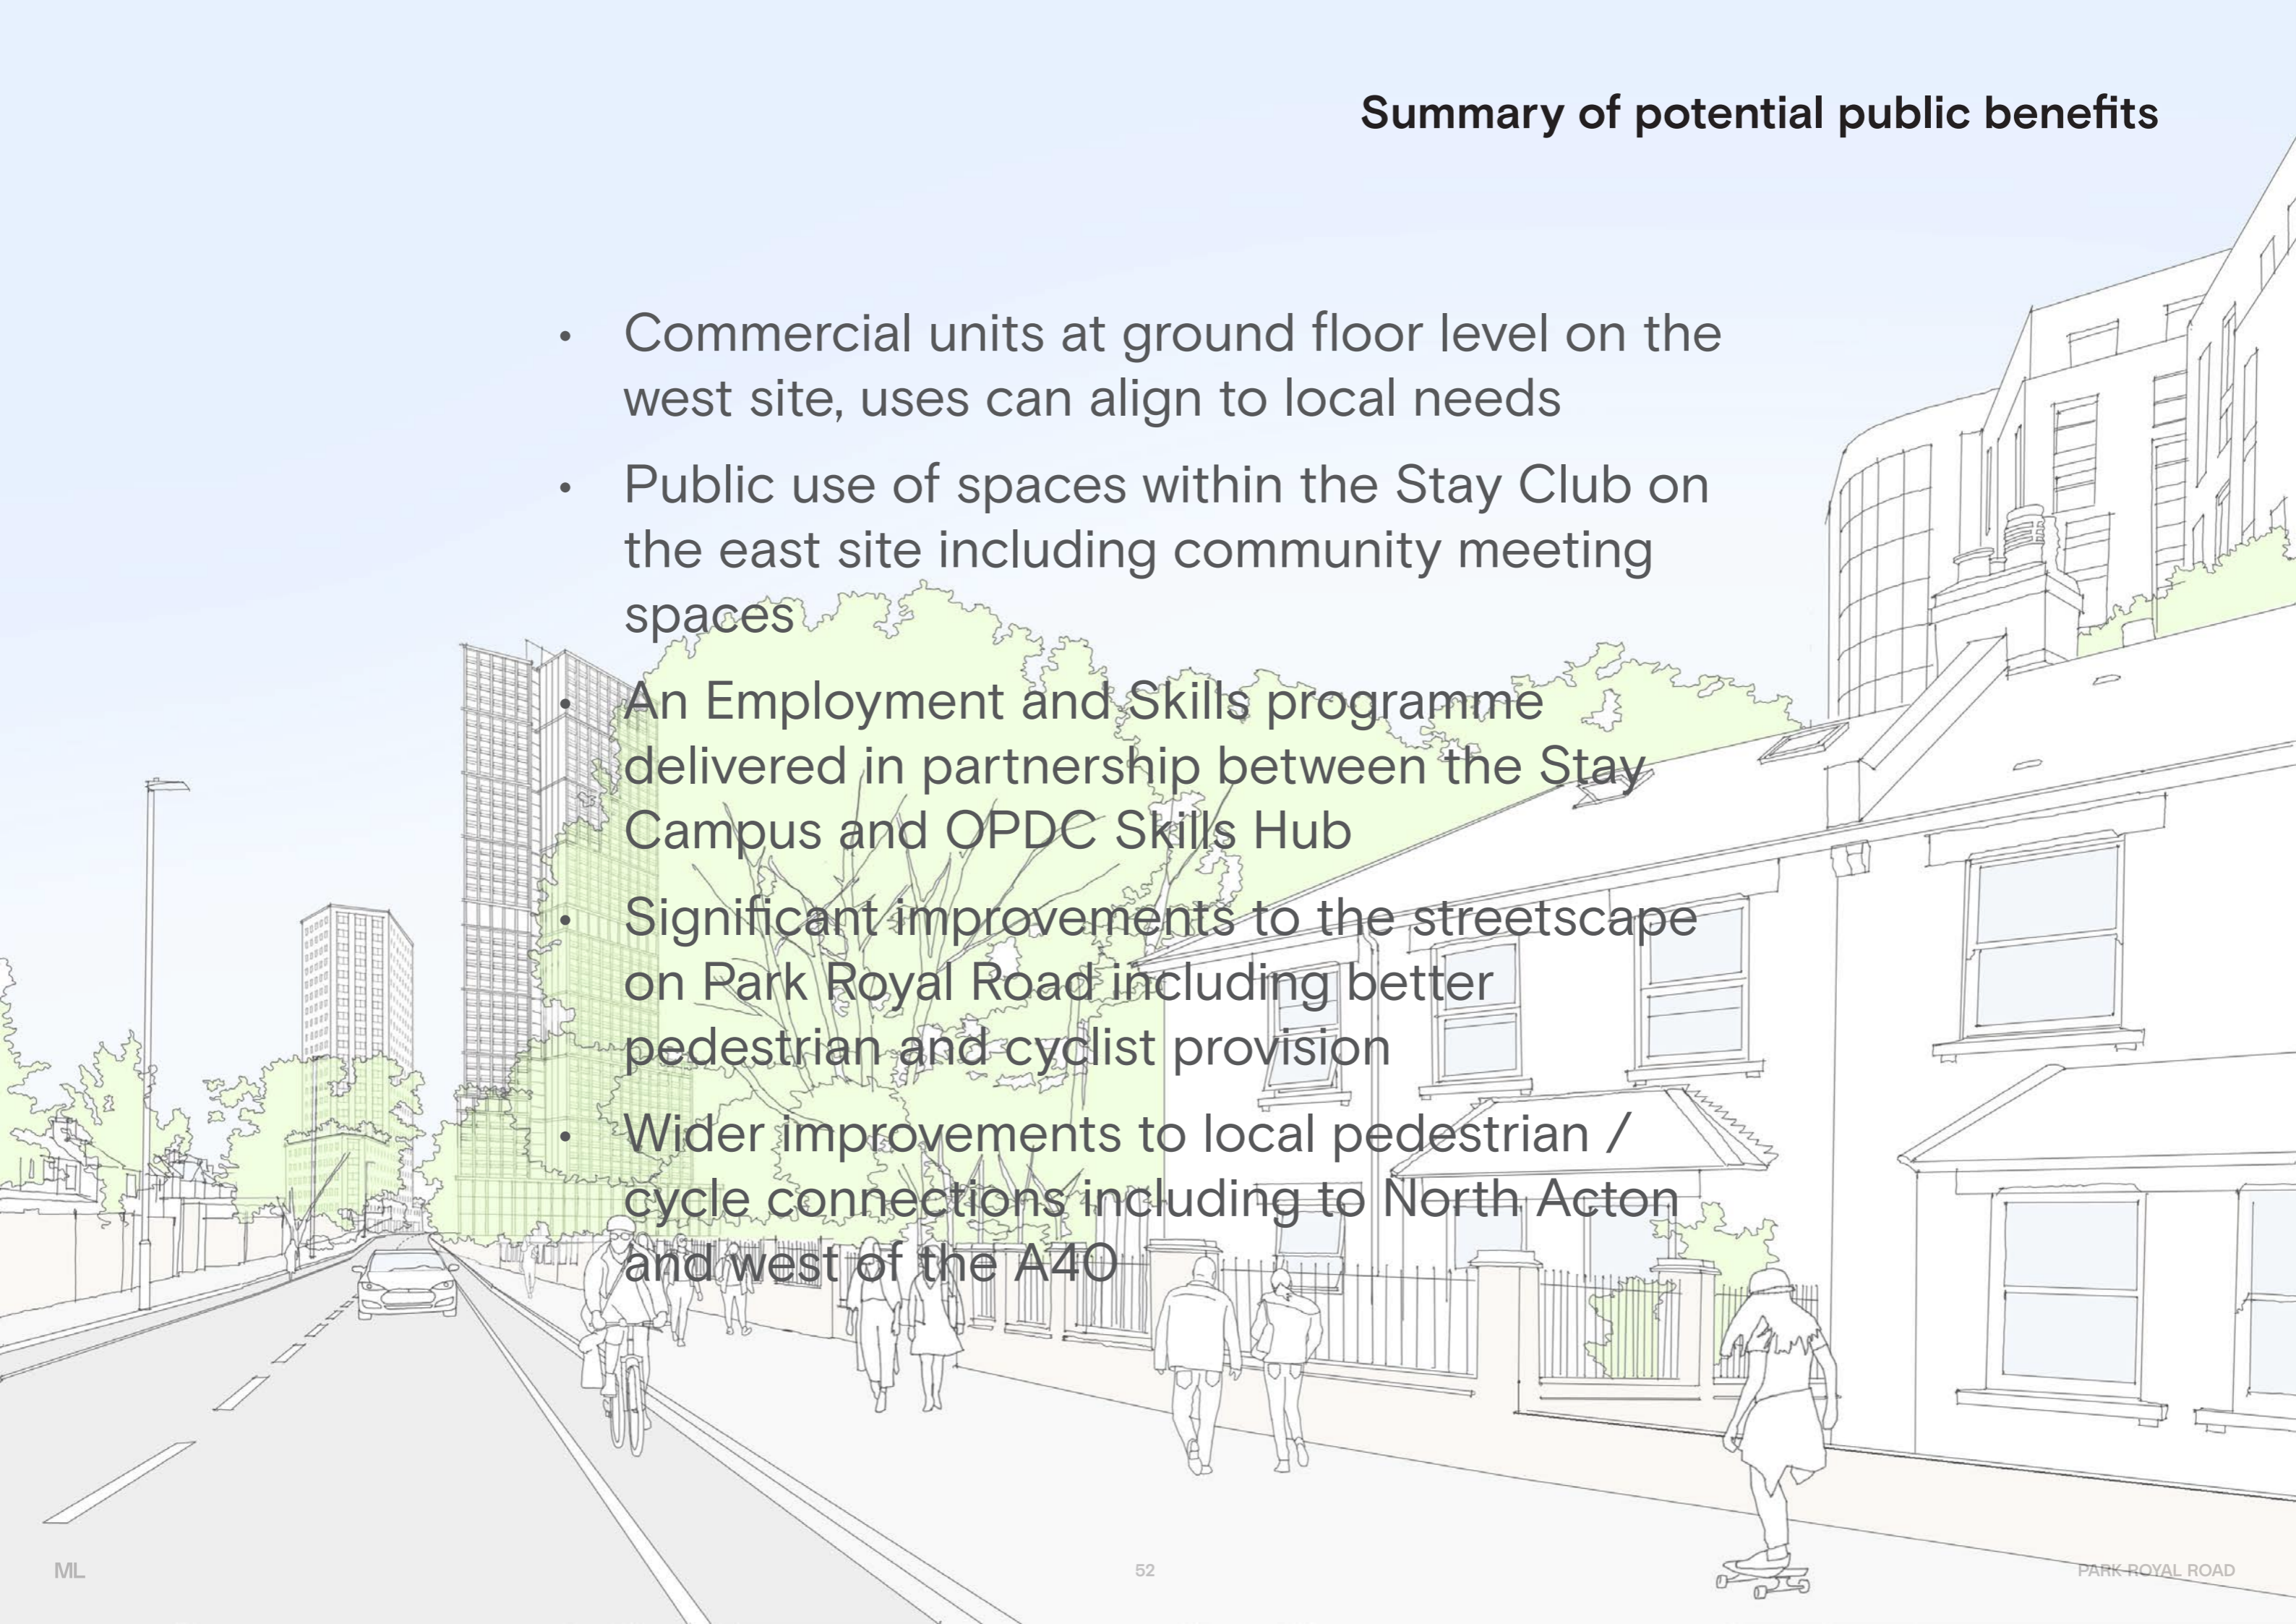 Summary of potential public benefits
• Commercial units at ground floor level on the
west site, uses can align to local needs
• Public use of spaces within the Stay Club on
the east site including community meeting
spaces
• An Employment and Skills programme
delivered in partnership between the Stay
Campus and OPDC Skills Hub
• Significant improvements to the streetscape
on Park Royal Road including better
pedestrian and cyclist provision
• Wider improvements to local pedestrian /
cycle connections including to North Acton
and west of the A40
ML
52
PARK ROYAL ROAD